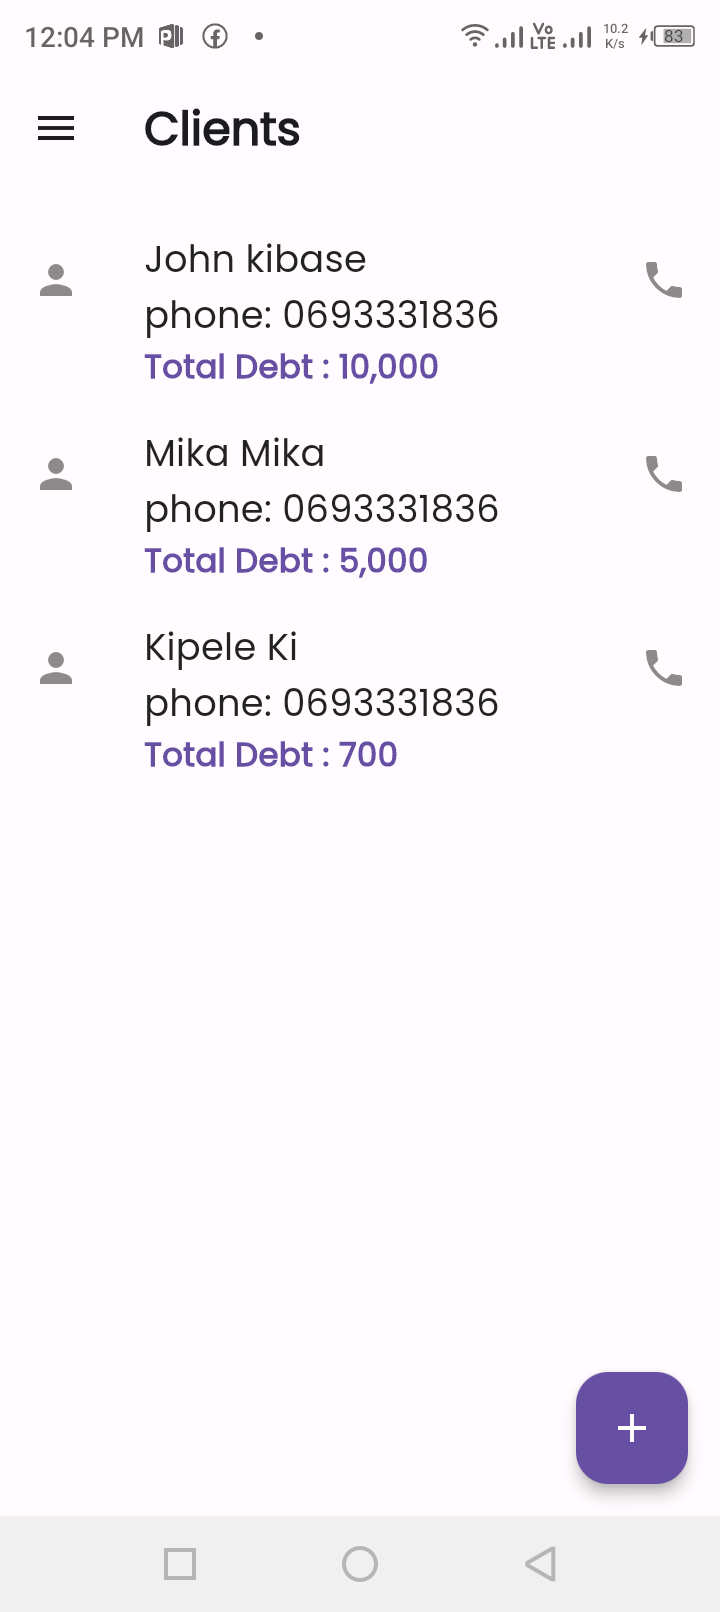 12:04 PM
Vo LTE
10.2 K/s
83
Clients
John kibase
phone: 0693331836
Total Debt : 10,000
Mika Mika
phone: 0693331836
Total Debt : 5,000
Kipele Ki
phone: 0693331836
Total Debt : 700